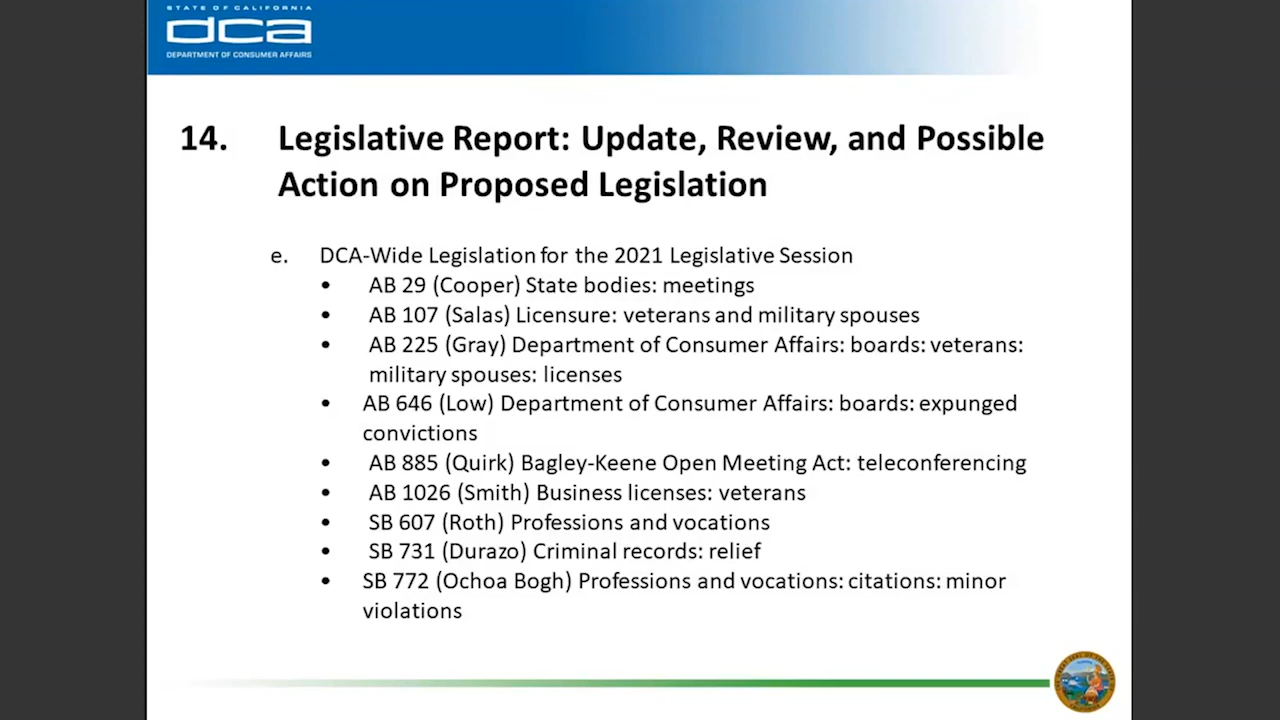 STATE OF CALIFORNIA
dca
DEPARTMENT OF CONSUMER AFFAIRS
14. Legislative Report: Update, Review, and Possible
Action on Proposed Legislation
e. DCA-Wide Legislation for the 2021 Legislative Session
• AB 29 (Cooper) State bodies: meetings
• AB 107 (Salas) Licensure: veterans and military spouses
• AB 225 (Gray) Department of Consumer Affairs: boards: veterans:
military spouses: licenses
• AB 646 (Low) Department of Consumer Affairs: boards: expunged
convictions
• AB 885 (Quirk) Bagley-Keene Open Meeting Act: teleconferencing
• AB 1026 (Smith) Business licenses: veterans
• SB 607 (Roth) Professions and vocations
• SB 731 (Durazo) Criminal records: relief
• SB 772 (Ochoa Bogh) Professions and vocations: citations: minor
violations